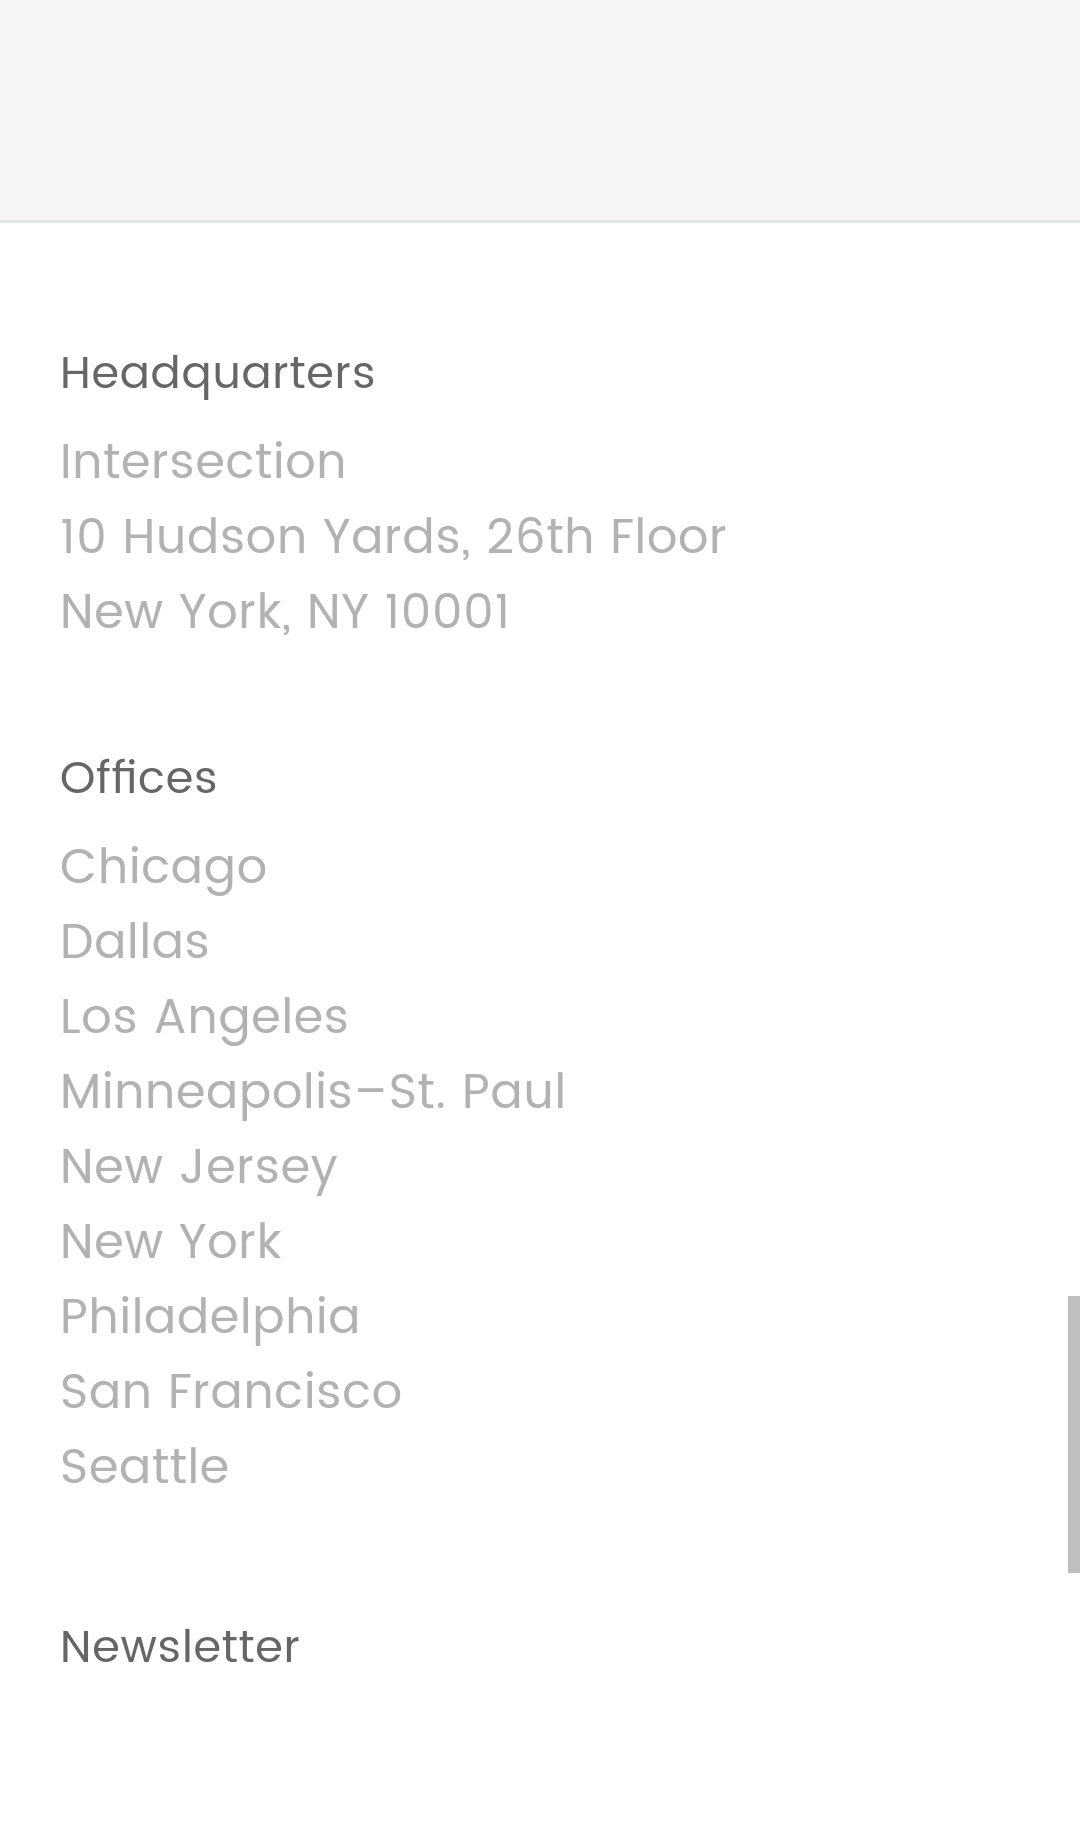 Headquarters
Intersection
10 Hudson Yards, 26th Floor
New York, NY 10001
Offices
Chicago
Dallas
Los Angeles
Minneapolis–St. Paul
New Jersey
New York
Philadelphia
San Francisco
Seattle
Newsletter